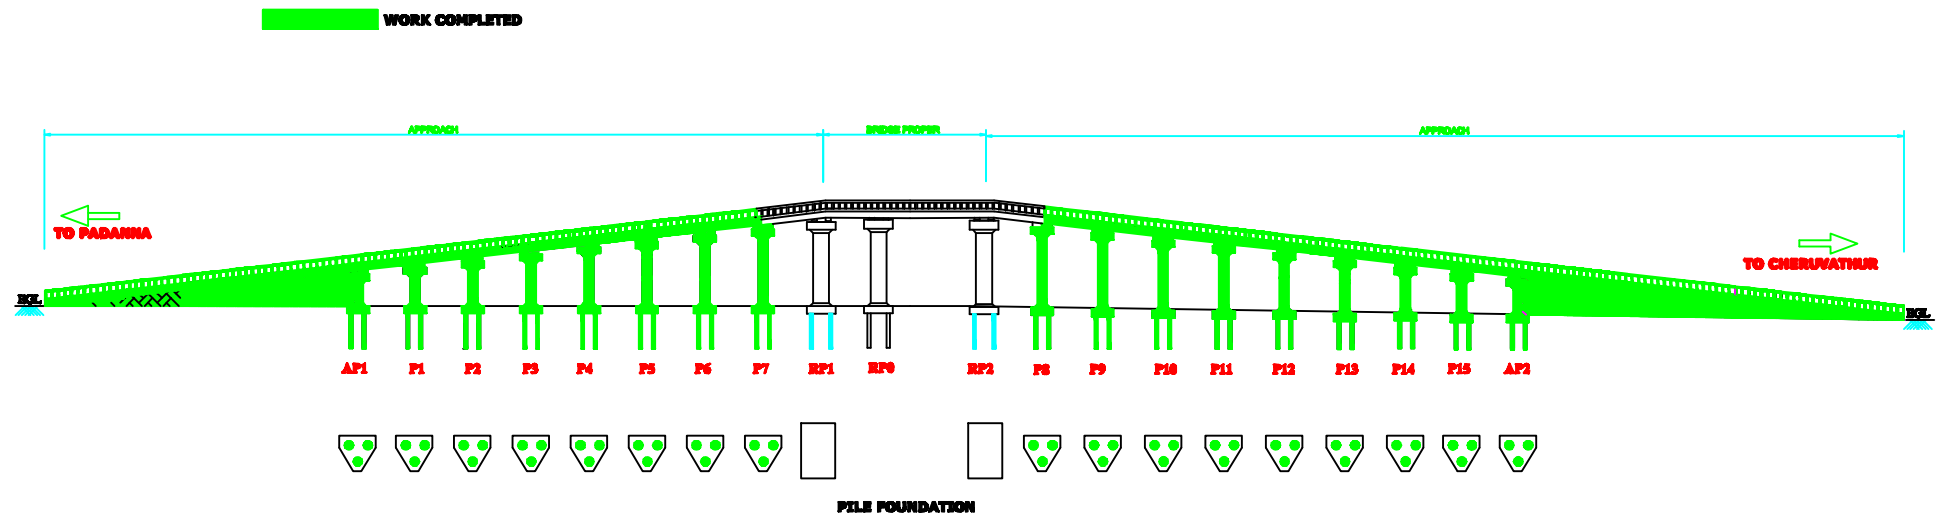 WORK COMPLETED
APPROACH BRIDGE PROPER APPROACH
TO PADANNA
TO CHERUVATHUR
EGL EGL
AP1 P1 P2 P3 P4 P5 P6 P7 RP1 RP0 RP2 P8 P9 P10 P11 P12 P13 P14 P15 AP2
PILE FOUNDATION